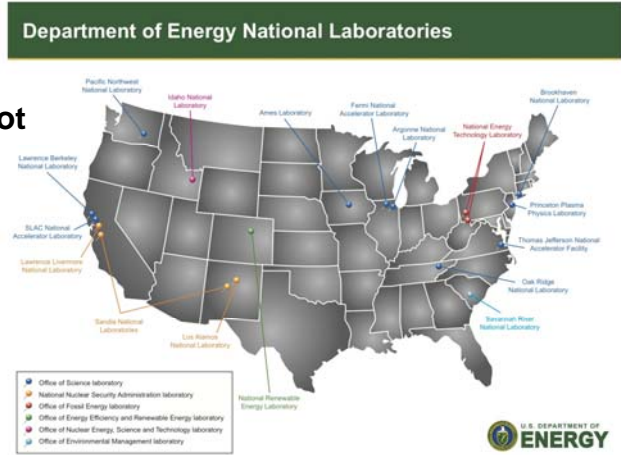 Department of Energy National Laboratories
ot
Pacific Northwest
National Laboratory
Idaho National
Laboratory
Ames Laboratory
Fermi National
Accelerator Laboratory
Argonne National
Laboratory
National Energy
Technology Laboratory
Brookhaven
National Laboratory
Lawrence Berkeley
National Laboratory
SLAC National
Accelerator Laboratory
Lawrence Livermore
National Laboratory
Sandia National
Laboratories
Los Alamos
National Laboratory
National Renewable
Energy Laboratory
Princeton Plasma
Physics Laboratory
Thomas Jefferson National
Accelerator Facility
Oak Ridge
National Laboratory
Savannah River
National Laboratory
Office of Science laboratory
National Nuclear Security Administration laboratory
Office of Fossil Energy laboratory
Office of Energy Efficiency and Renewable Energy laboratory
Office of Nuclear Energy, Science and Technology laboratory
Office of Environmental Management laboratory
U.S. DEPARTMENT OF
ENERGY